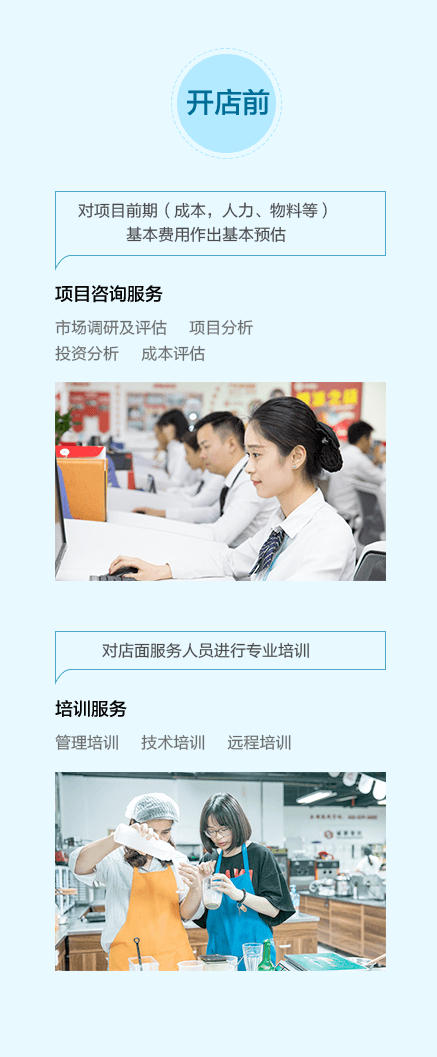 开店前
对项目前期（成本，人力、物料等）
基本费用作出基本预估
项目咨询服务
市场调研及评估 项目分析
投资分析 成本评估
对店面服务人员进行专业培训
培训服务
管理培训 技术培训 远程培训